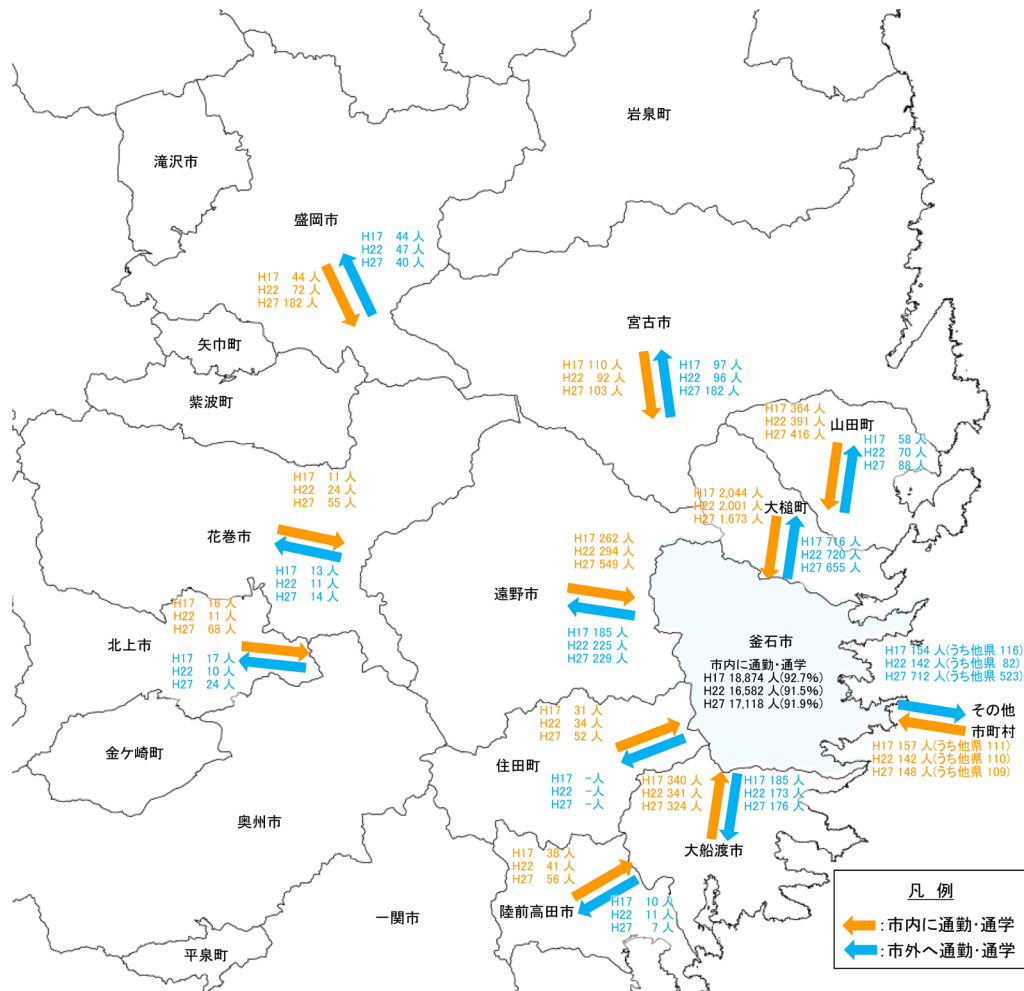 岩泉町
滝沢市
盛岡市
H17 44 人
H22 47 人
H27 40 人
H17 44 人
H22 72 人
H27 182 人
矢巾町
宮古市
H17 110 人
H22 92 人
H27 103 人
H17 97 人
H22 96 人
H27 182 人
紫波町
H17 364 人
H22 391 人
H27 416 人
山田町
H17 58 人
H22 70 人
H27 88 人
H17 11 人
H22 24 人
H27 55 人
H17 2,044 人
H22 2,001 人
H27 1,673 人
大槌町
花巻市
H17 716 人
H22 720 人
H27 655 人
H17 13 人
H22 11 人
H27 14 人
H17 262 人
H22 294 人
H27 549 人
遠野市
H17 185 人
H22 225 人
H27 229 人
H17 16 人
H22 11 人
H27 68 人
北上市
H17 17 人
H22 10 人
H27 24 人
釜石市
市内に通勤・通学
H17 18,874 人(92.7%)
H22 16,582 人(91.5%)
H27 17,118 人(91.9%)
H17 154 人(うち他県 116)
H22 142 人(うち他県 82)
H27 712 人(うち他県 523)
その他
市町村
H17 157 人(うち他県 111)
H22 142 人(うち他県 110)
H27 148 人(うち他県 109)
金ケ崎町
H17 31 人
H22 34 人
H27 52 人
住田町
H17 -人
H22 -人
H27 -人
H17 340 人
H22 341 人
H27 324 人
H17 185 人
H22 173 人
H27 176 人
大船渡市
奥州市
H17 38 人
H22 41 人
H27 56 人
陸前高田市
H17 10 人
H22 11 人
H27 7 人
一関市
平泉町
凡 例
:市内に通勤・通学
:市外へ通勤・通学